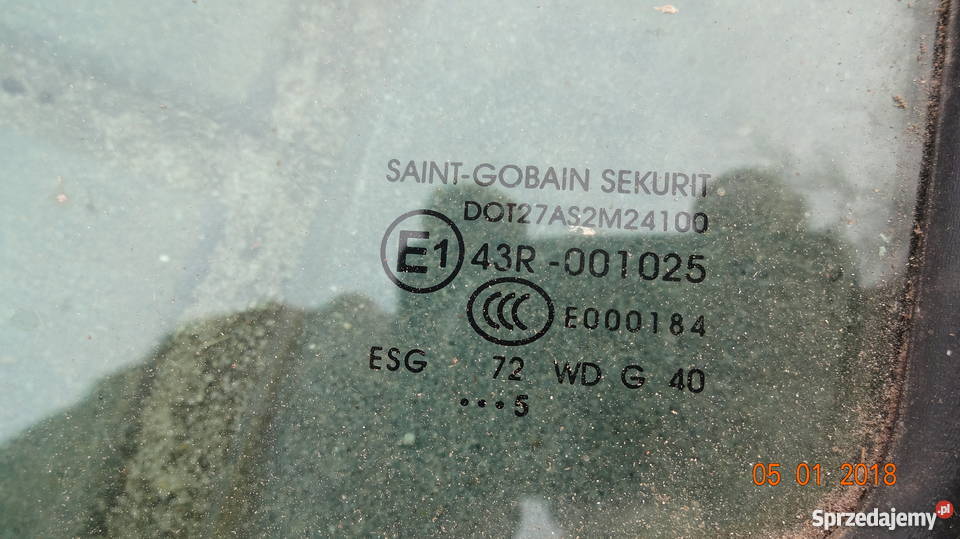 SAINT-GOBAIN SEKURIT
DOT27AS2M24100
E1 43R -001025
CCC E000184
ESG 72 WD G 40
•••5
05 01 2018
Sprzedajemy.pl